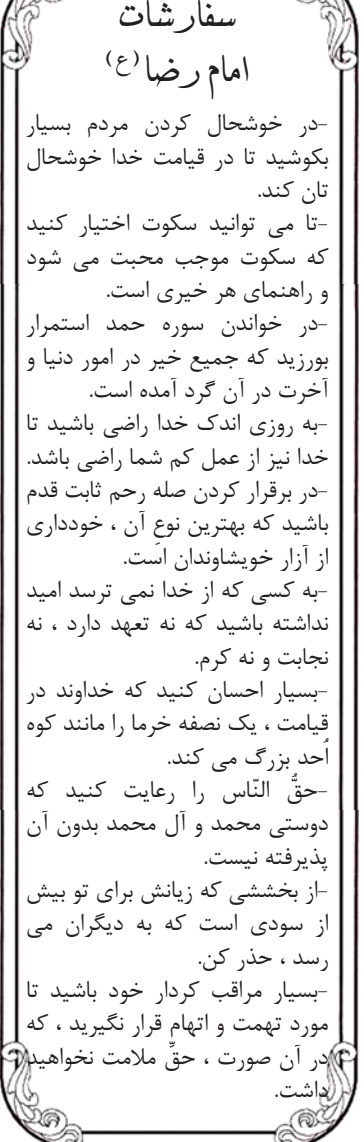 سفارشات
امام رضا (ع)
-در خوشحال کردن مردم بسیار
بکوشید تا در قیامت خدا خوشحال
تان کند.
-تا می توانید سکوت اختیار کنید
که سکوت موجب محبت می شود
و راهنمای هر خیری است.
-در خواندن سوره حمد استمرار
بورزید که جمیع خیر در امور دنیا و
آخرت در آن گرد آمده است.
-به روزی اندک خدا راضی باشید تا
خدا نیز از عمل کم شما راضی باشد.
-در برقرار کردن صله رحم ثابت قدم
باشید که بهترین نوعِ آن ، خودداری
از آزار خویشاوندان است.
-به کسی که از خدا نمی ترسد امید
نداشته باشید که نه تعهد دارد ، نه
نجابت و نه کرم.
-بسیار احسان کنید که خداوند در
قیامت ، یک نصفه خرما را مانند کوه
اُحد بزرگ می کند.
-حقُّ النّاس را رعایت کنید که
دوستی محمد و آل محمد بدون آن
پذیرفته نیست.
-از بخششی که زیانش برای تو بیش
از سودی است که به دیگران می
رسد ، حذر کن.
-بسیار مراقب کردار خود باشید تا
مورد تهمت و اتهام قرار نگیرید ، که
در آن صورت ، حقِّ ملامت نخواهید
داشت.